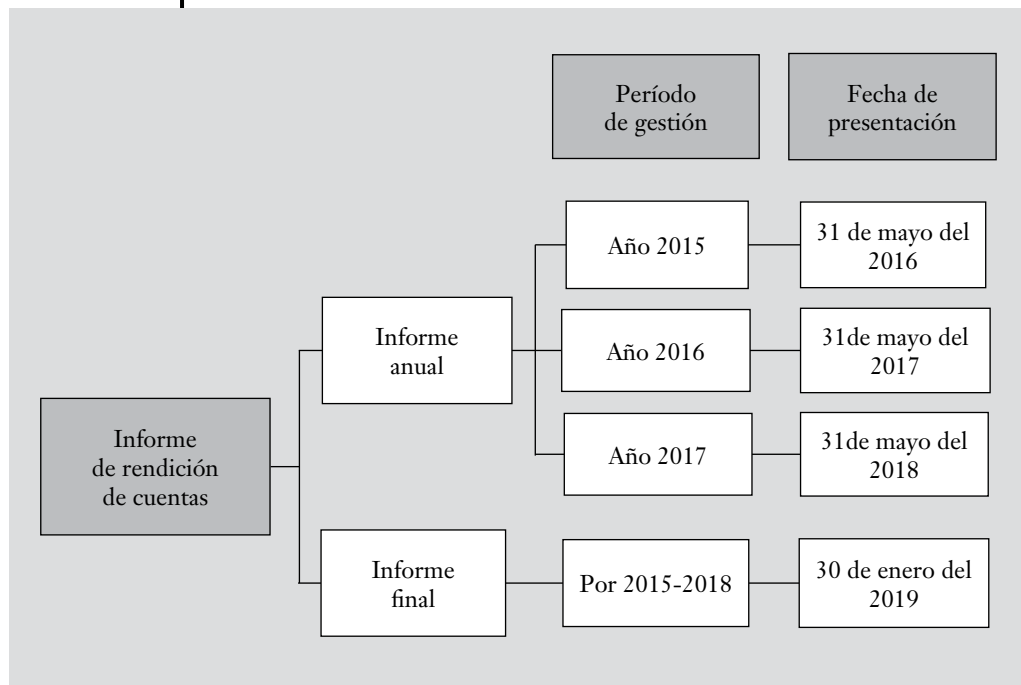 Período
de gestión
Fecha de
presentación
Año 2015
31 de mayo del
2016
Informe
anual
Año 2016
31de mayo del
2017
Año 2017
31de mayo del
2018
Informe
de rendición
de cuentas
Informe
final
Por 2015-2018
30 de enero del
2019